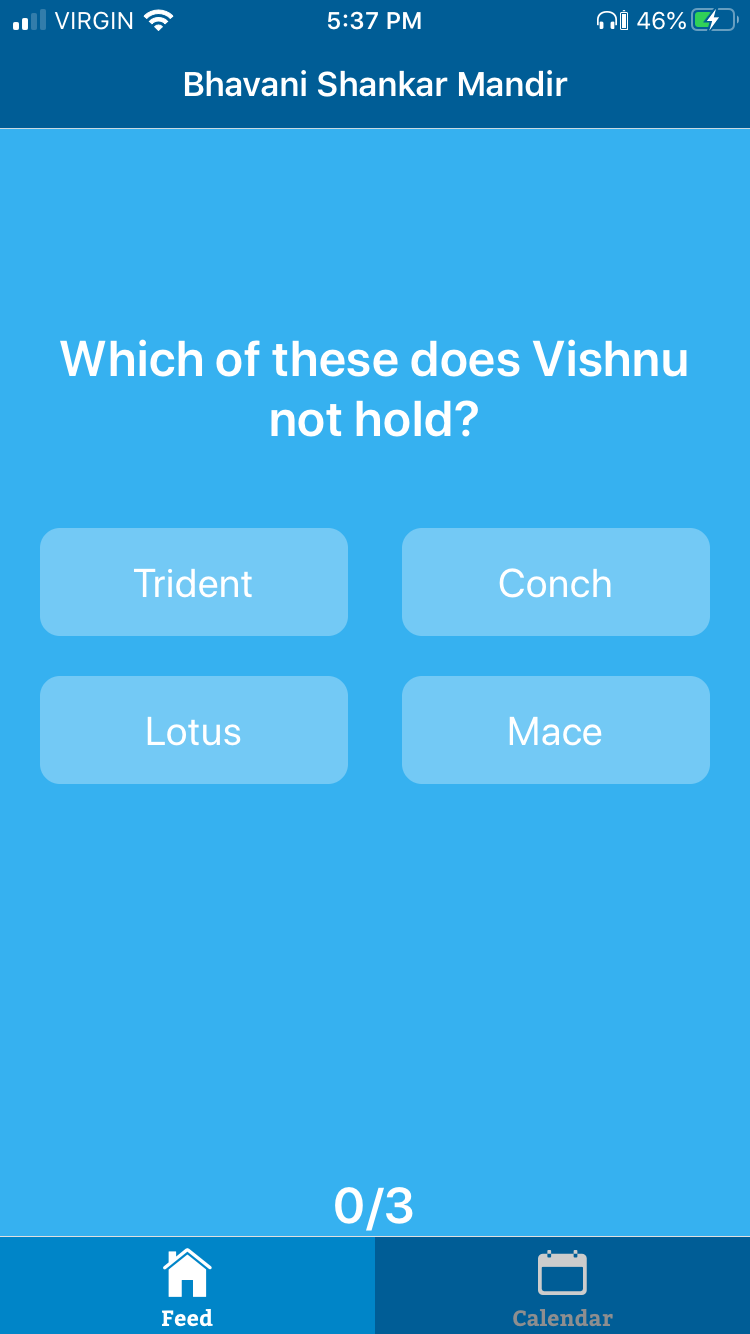 VIRGIN 5:37 PM 46%
Bhavani Shankar Mandir
Which of these does Vishnu
not hold?
Trident Conch
Lotus Mace
0/3
Feed Calendar